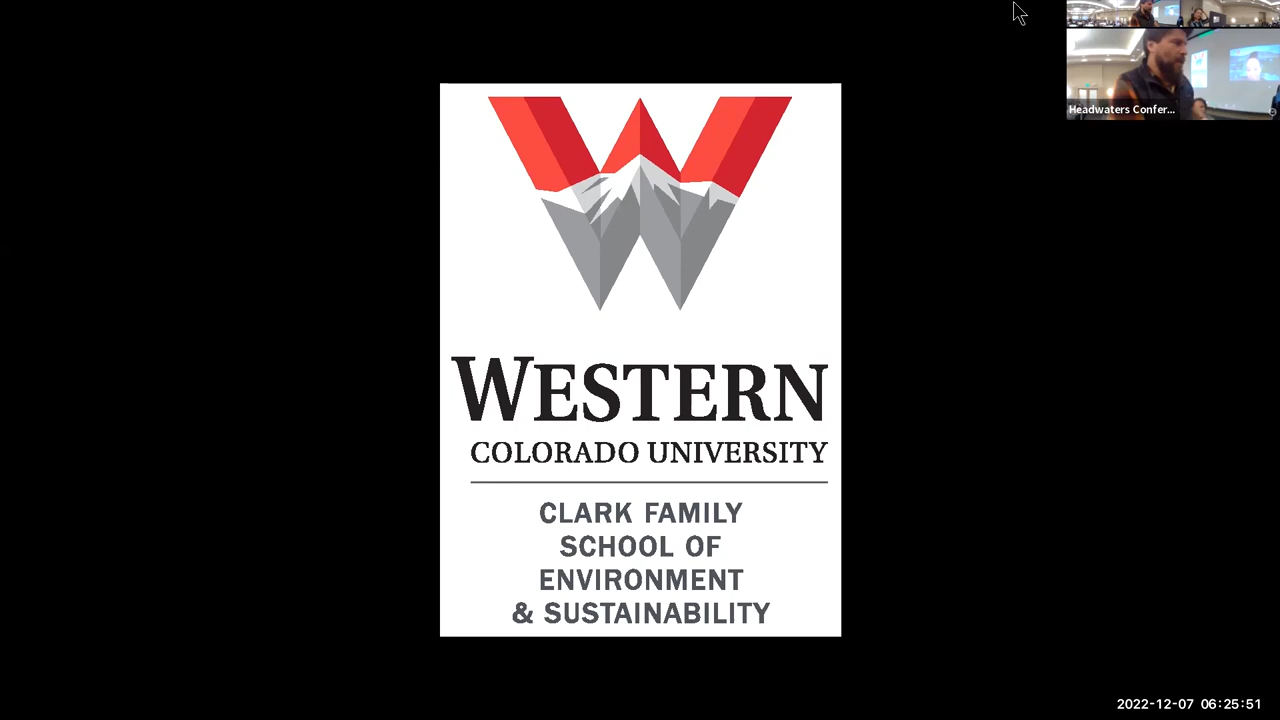 Headwaters Confer...
WESTERN
COLORADO UNIVERSITY
CLARK FAMILY
SCHOOL OF
ENVIRONMENT
& SUSTAINABILITY
2022-12-07 06:25:51